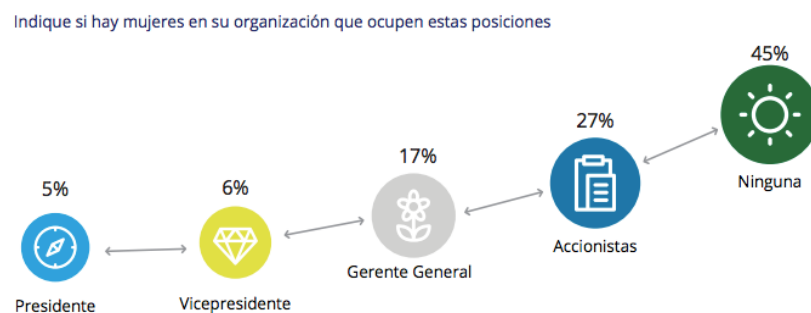 Indique si hay mujeres en su organización que ocupen estas posiciones
5%
Presidente
6%
Vicepresidente
17%
Gerente General
27%
Accionistas
45%
Ninguna